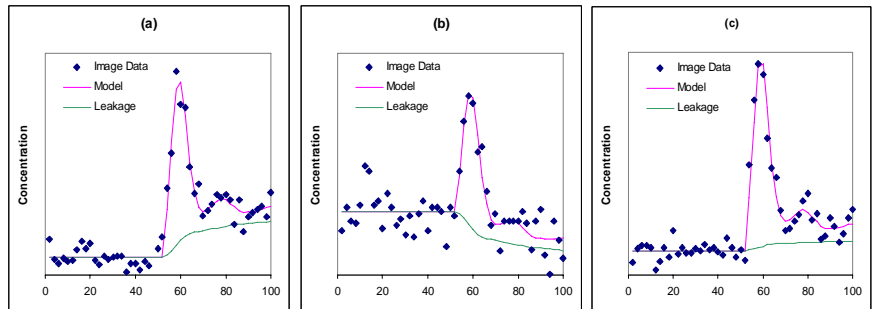 (a)
Concentration
Image Data
Model
Leakage
0 20 40 60 80 100
(b)
Concentration
Image Data
Model
Leakage
0 20 40 60 80 100
(c)
Concentration
Image Data
Model
Leakage
0 20 40 60 80 100